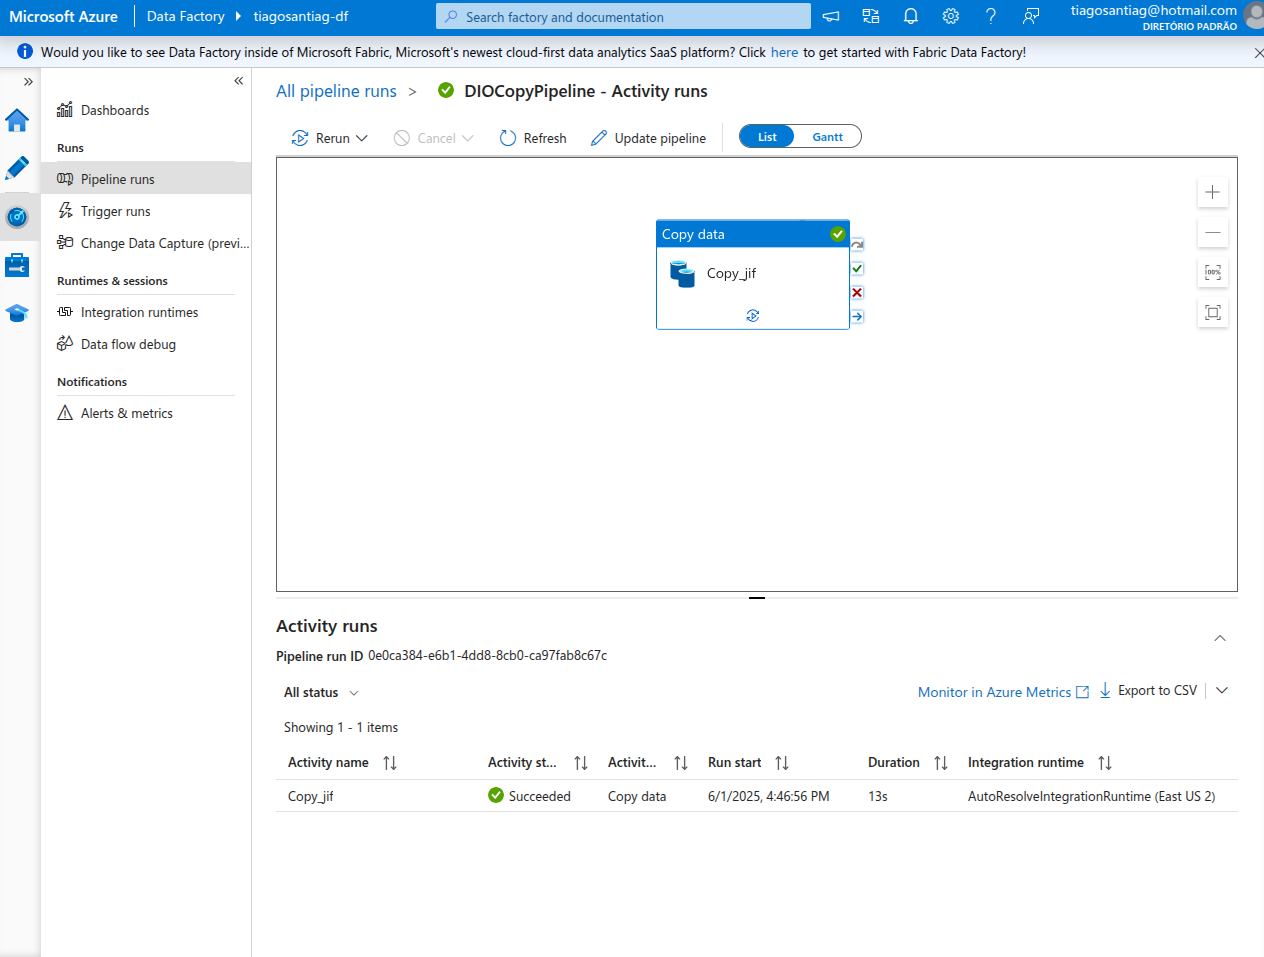 Microsoft Azure
Data Factory
tiagosantiag-df
Search factory and documentation
tiagosantiag@hotmail.com
DIRETÓRIO PADRÃO
Would you like to see Data Factory inside of Microsoft Fabric, Microsoft's newest cloud-first data analytics SaaS platform? Click here to get started with Fabric Data Factory!
Dashboards
Runs
Pipeline runs
Trigger runs
Change Data Capture (previ...
Runtimes & sessions
Integration runtimes
Data flow debug
Notifications
Alerts & metrics
All pipeline runs > DIOCopyPipeline - Activity runs
Rerun
Cancel
Refresh
Update pipeline
List
Gantt
Copy data
Copy_jif
100%
Activity runs
Pipeline run ID 0e0ca384-e6b1-4dd8-8cb0-ca97fab8c67c
All status
Monitor in Azure Metrics
Export to CSV
Showing 1 - 1 items
Activity name Activity st... Activit... Run start Duration Integration runtime
Copy_jif Succeeded Copy data 6/1/2025, 4:46:56 PM 13s AutoResolveIntegrationRuntime (East US 2)